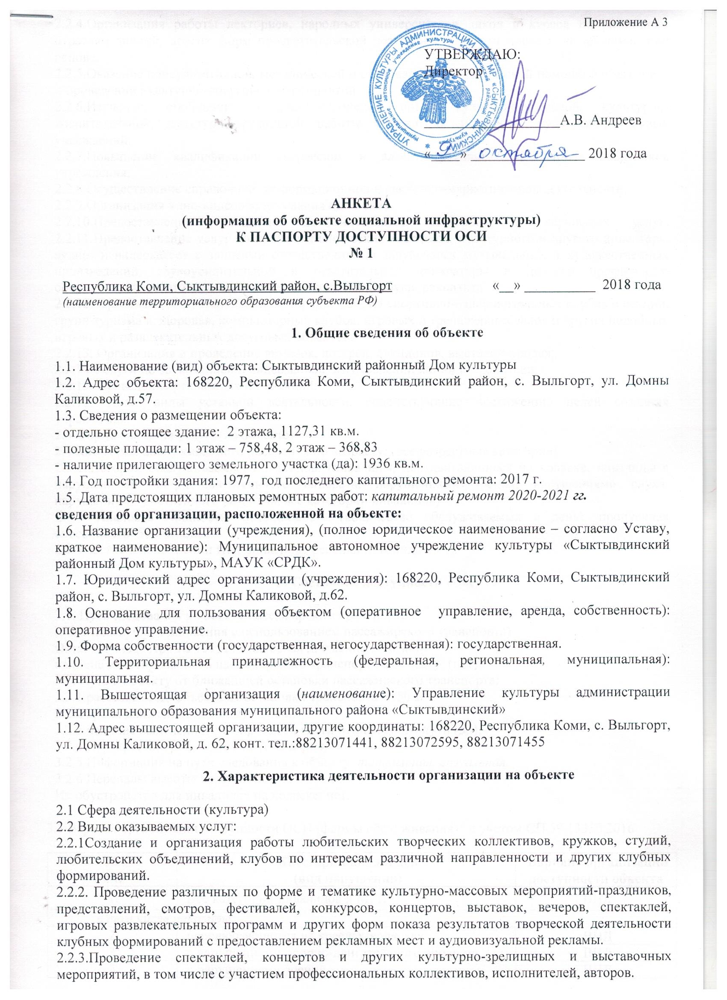 Приложение А 3
УТВЕРЖДАЮ:
Директор
УПРАВЛЕНИЕ КУЛЬТУРЫ АДМИНИСТРАЦИИ МО МР «СЫКТЫВДИНСКИЙ»
Муниципальное автономное учреждение культуры «Сыктывдинский районный Дом культуры»
А.В. Андреев
«9» октября 2018 года
АНКЕТА
(информация об объекте социальной инфраструктуры)
К ПАСПОРТУ ДОСТУПНОСТИ ОСИ
№ 1
Республика Коми, Сыктывдинский район, с.Выльгорт «__» __________ 2018 года
(наименование территориального образования субъекта РФ)
1. Общие сведения об объекте
1.1. Наименование (вид) объекта: Сыктывдинский районный Дом культуры
1.2. Адрес объекта: 168220, Республика Коми, Сыктывдинский район, с. Выльгорт, ул. Домны
Каликовой, д.57.
1.3. Сведения о размещении объекта:
- отдельно стоящее здание: 2 этажа, 1127,31 кв.м.
- полезные площади: 1 этаж – 758,48, 2 этаж – 368,83
- наличие прилегающего земельного участка (да): 1936 кв.м.
1.4. Год постройки здания: 1977, год последнего капитального ремонта: 2017 г.
1.5. Дата предстоящих плановых ремонтных работ: капитальный ремонт 2020-2021 гг.
сведения об организации, расположенной на объекте:
1.6. Название организации (учреждения), (полное юридическое наименование – согласно Уставу,
краткое наименование): Муниципальное автономное учреждение культуры «Сыктывдинский
районный Дом культуры», МАУК «СРДК».
1.7. Юридический адрес организации (учреждения): 168220, Республика Коми, Сыктывдинский
район, с. Выльгорт, ул. Домны Каликовой, д.62.
1.8. Основание для пользования объектом (оперативное управление, аренда, собственность):
оперативное управление.
1.9. Форма собственности (государственная, негосударственная): государственная.
1.10. Территориальная принадлежность (федеральная, региональная, муниципальная):
муниципальная.
1.11. Вышестоящая организация (наименование): Управление культуры администрации
муниципального образования муниципального района «Сыктывдинский»
1.12. Адрес вышестоящей организации, другие координаты: 168220, Республика Коми, с. Выльгорт,
ул. Домны Каликовой, д. 62, конт. тел.:88213071441, 88213072595, 88213071455
2. Характеристика деятельности организации на объекте
2.1 Сфера деятельности (культура)
2.2 Виды оказываемых услуг:
2.2.1Создание и организация работы любительских творческих коллективов, кружков, студий,
любительских объединений, клубов по интересам различной направленности и других клубных
формирований.
2.2.2. Проведение различных по форме и тематике культурно-массовых мероприятий-праздников,
представлений, смотров, фестивалей, конкурсов, концертов, выставок, вечеров, спектаклей,
игровых развлекательных программ и других форм показа результатов творческой деятельности
клубных формирований с предоставлением рекламных мест и аудиовизуальной рекламы.
2.2.3.Проведение спектаклей, концертов и других культурно-зрелищных и выставочных
мероприятий, в том числе с участием профессиональных коллективов, исполнителей, авторов.